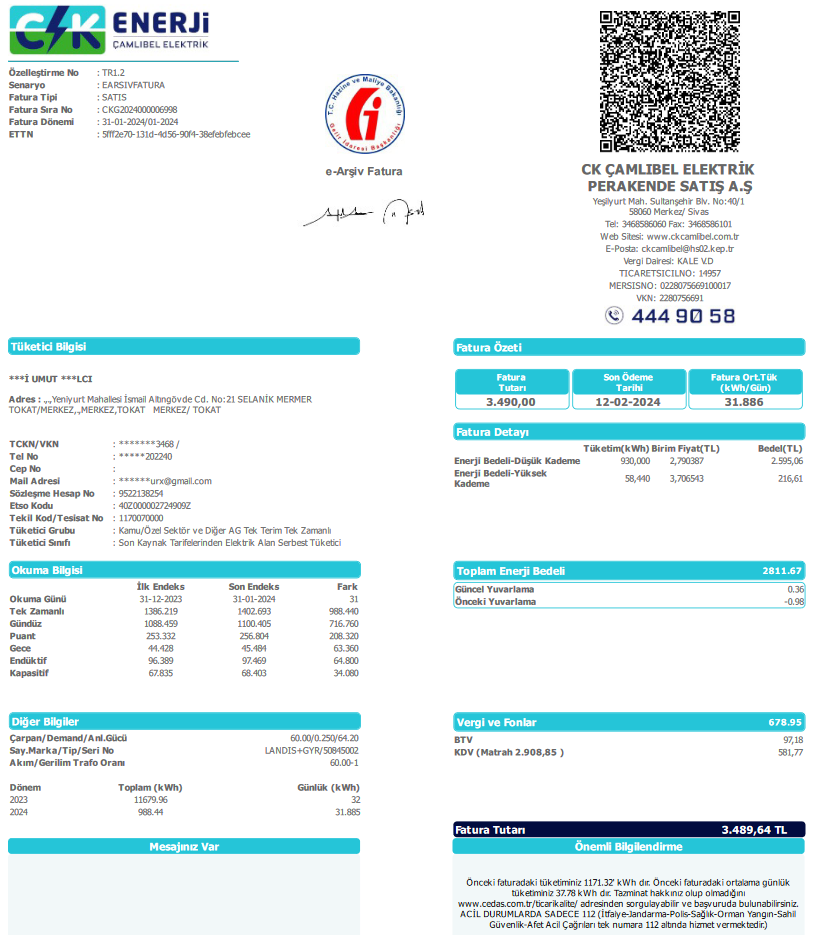 CK ENERJi
ÇAMLIBEL ELEKTRİK
Özelleştirme No : TR1.2
Senaryo : EARSIVFATURA
Fatura Tipi : SATIS
Fatura Sıra No : CKG2024000006998
Fatura Dönemi : 31-01-2024/01-2024
ETTN : 5fff2e70-131d-4d56-90f4-38efebfebcee
T.C. Hazine ve Maliye Bakanlığı
Gelir İdaresi Başkanlığı
e-Arşiv Fatura
CK ÇAMLIBEL ELEKTRİK
PERAKENDE SATIŞ A.Ş
Yeşilyurt Mah. Sultanşehir Blv. No:40/1
58060 Merkez/ Sivas
Tel: 3468586060 Fax: 3468586101
Web Sitesi: www.ckcamlibel.com.tr
E-Posta: ckcamlibel@hs02.kep.tr
Vergi Dairesi: KALE V.D
TICARETSICILNO: 14957
MERSISNO: 0228075669100017
VKN: 2280756691
444 90 58
Tüketici Bilgisi
***İ UMUT ***LCI
Adres : ,,,Yeniyurt Mahallesi İsmail Altıngövde Cd. No:21 SELANİK MERMER
TOKAT/MERKEZ,,,MERKEZ,TOKAT MERKEZ/ TOKAT
TCKN/VKN : *******3468 /
Tel No : *****202240
Cep No :
Mail Adresi : ******urx@gmail.com
Sözleşme Hesap No : 9522138254
Etso Kodu : 40Z000002724909Z
Tekil Kod/Tesisat No : 1170070000
Tüketici Grubu : Kamu/Özel Sektör ve Diğer AG Tek Terim Tek Zamanlı
Tüketici Sınıfı : Son Kaynak Tarifelerinden Elektrik Alan Serbest Tüketici
Fatura Özeti
Fatura Tutarı Son Ödeme Tarihi Fatura Ort.Tük (kWh/Gün)
3.490,00 12-02-2024 31.886
Fatura Detayı
Tüketim(kWh) Birim Fiyat(TL) Bedel(TL)
Enerji Bedeli-Düşük Kademe 930,000 2,790387 2.595,06
Enerji Bedeli-Yüksek Kademe 58,440 3,706543 216,61
Okuma Bilgisi
İlk Endeks Son Endeks Fark
Okuma Günü 31-12-2023 31-01-2024 31
Tek Zamanlı 1386.219 1402.693 988.440
Gündüz 1088.459 1100.405 716.760
Puant 253.332 256.804 208.320
Gece 44.428 45.484 63.360
Endüktif 96.389 97.469 64.800
Kapasitif 67.835 68.403 34.080
Toplam Enerji Bedeli 2811.67
Güncel Yuvarlama 0.36
Önceki Yuvarlama -0.98
Diğer Bilgiler
Çarpan/Demand/Anl.Gücü 60.00/0.250/64.20
Say.Marka/Tip/Seri No LANDIS+GYR/50845002
Akım/Gerilim Trafo Oranı 60.00-1
Dönem Toplam (kWh) Günlük (kWh)
2023 11679.96 32
2024 988.44 31.885
Vergi ve Fonlar 678.95
BTV 97,18
KDV (Matrah 2.908,85 ) 581,77
Fatura Tutarı 3.489,64 TL
Mesajınız Var
Önemli Bilgilendirme
Önceki faturadaki tüketiminiz 1171.32' kWh dır. Önceki faturadaki ortalama günlük
tüketiminiz 37.78 kWh dır. Tazminat hakkınız olup olmadığını
www.cedas.com.tr/ticarikalite/ adresinden sorgulayabilir ve başvuruda bulunabilirsiniz.
ACİL DURUMLARDA SADECE 112 (İtfaiye-Jandarma-Polis-Sağlık-Orman Yangın-Sahil
Güvenlik-Afet Acil Çağrıları tek numara 112 altında hizmet vermektedir.)